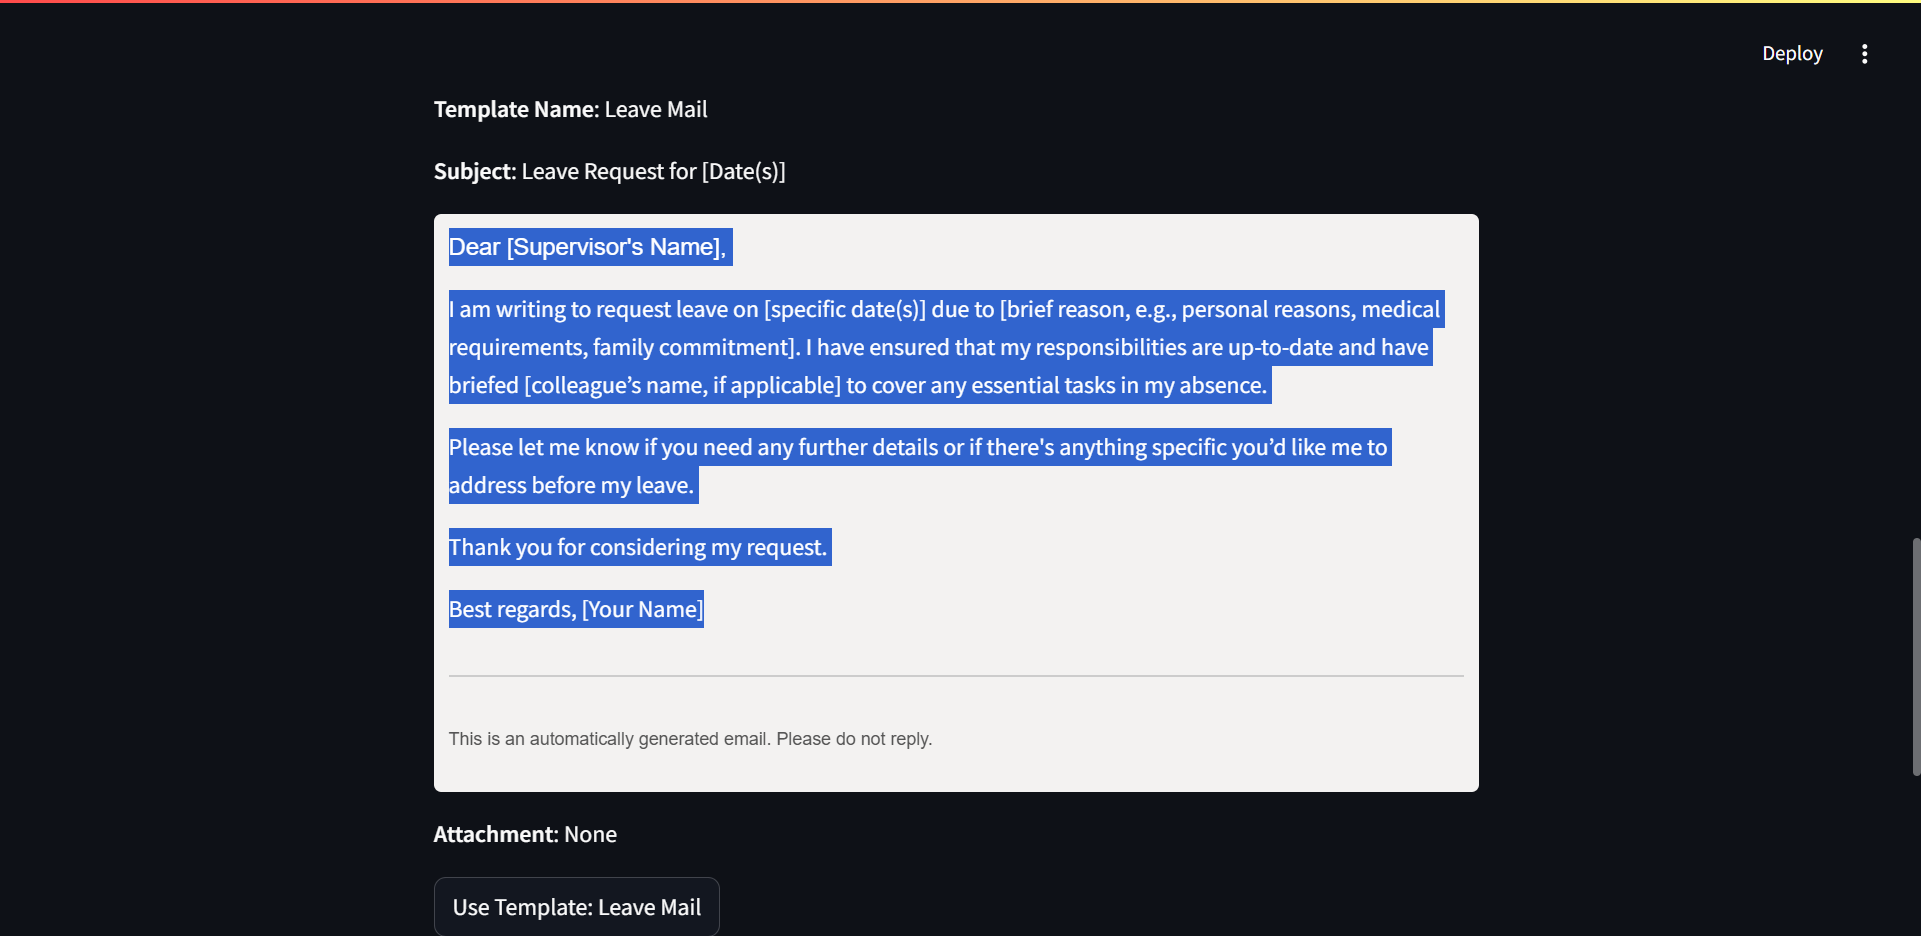 Deploy
Template Name: Leave Mail
Subject: Leave Request for [Date(s)]
Dear [Supervisor's Name],
I am writing to request leave on [specific date(s)] due to [brief reason, e.g., personal reasons, medical
requirements, family commitment]. I have ensured that my responsibilities are up-to-date and have
briefed [colleague’s name, if applicable] to cover any essential tasks in my absence.
Please let me know if you need any further details or if there's anything specific you’d like me to
address before my leave.
Thank you for considering my request.
Best regards, [Your Name]
This is an automatically generated email. Please do not reply.
Attachment: None
Use Template: Leave Mail